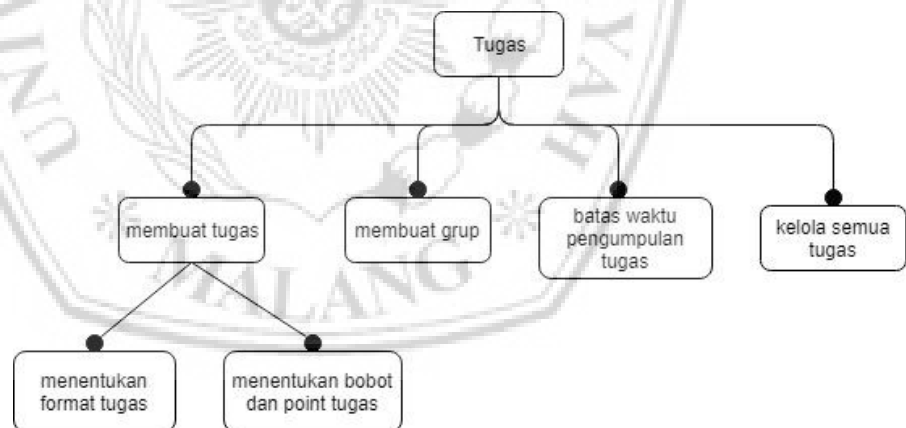 Tugas
membuat tugas
membuat grup
batas waktu
pengumpulan
tugas
kelola semua
tugas
menentukan
format tugas
menentukan bobot
dan point tugas
MALANG